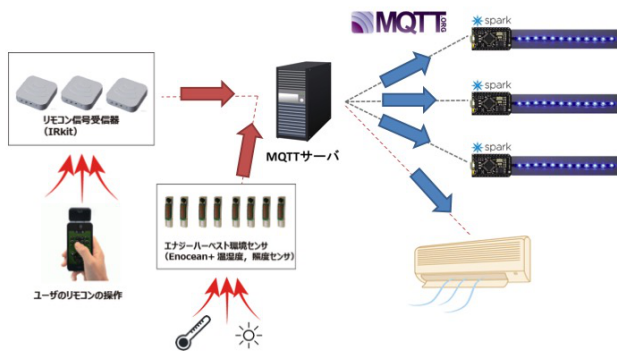 MQTT.ORG
spark
spark
spark
リモコン信号受信器
(IRkit)
MQTTサーバ
エナジーハーベスト環境センサ
(Enocean+ 温湿度，照度センサ)
ユーザのリモコンの操作